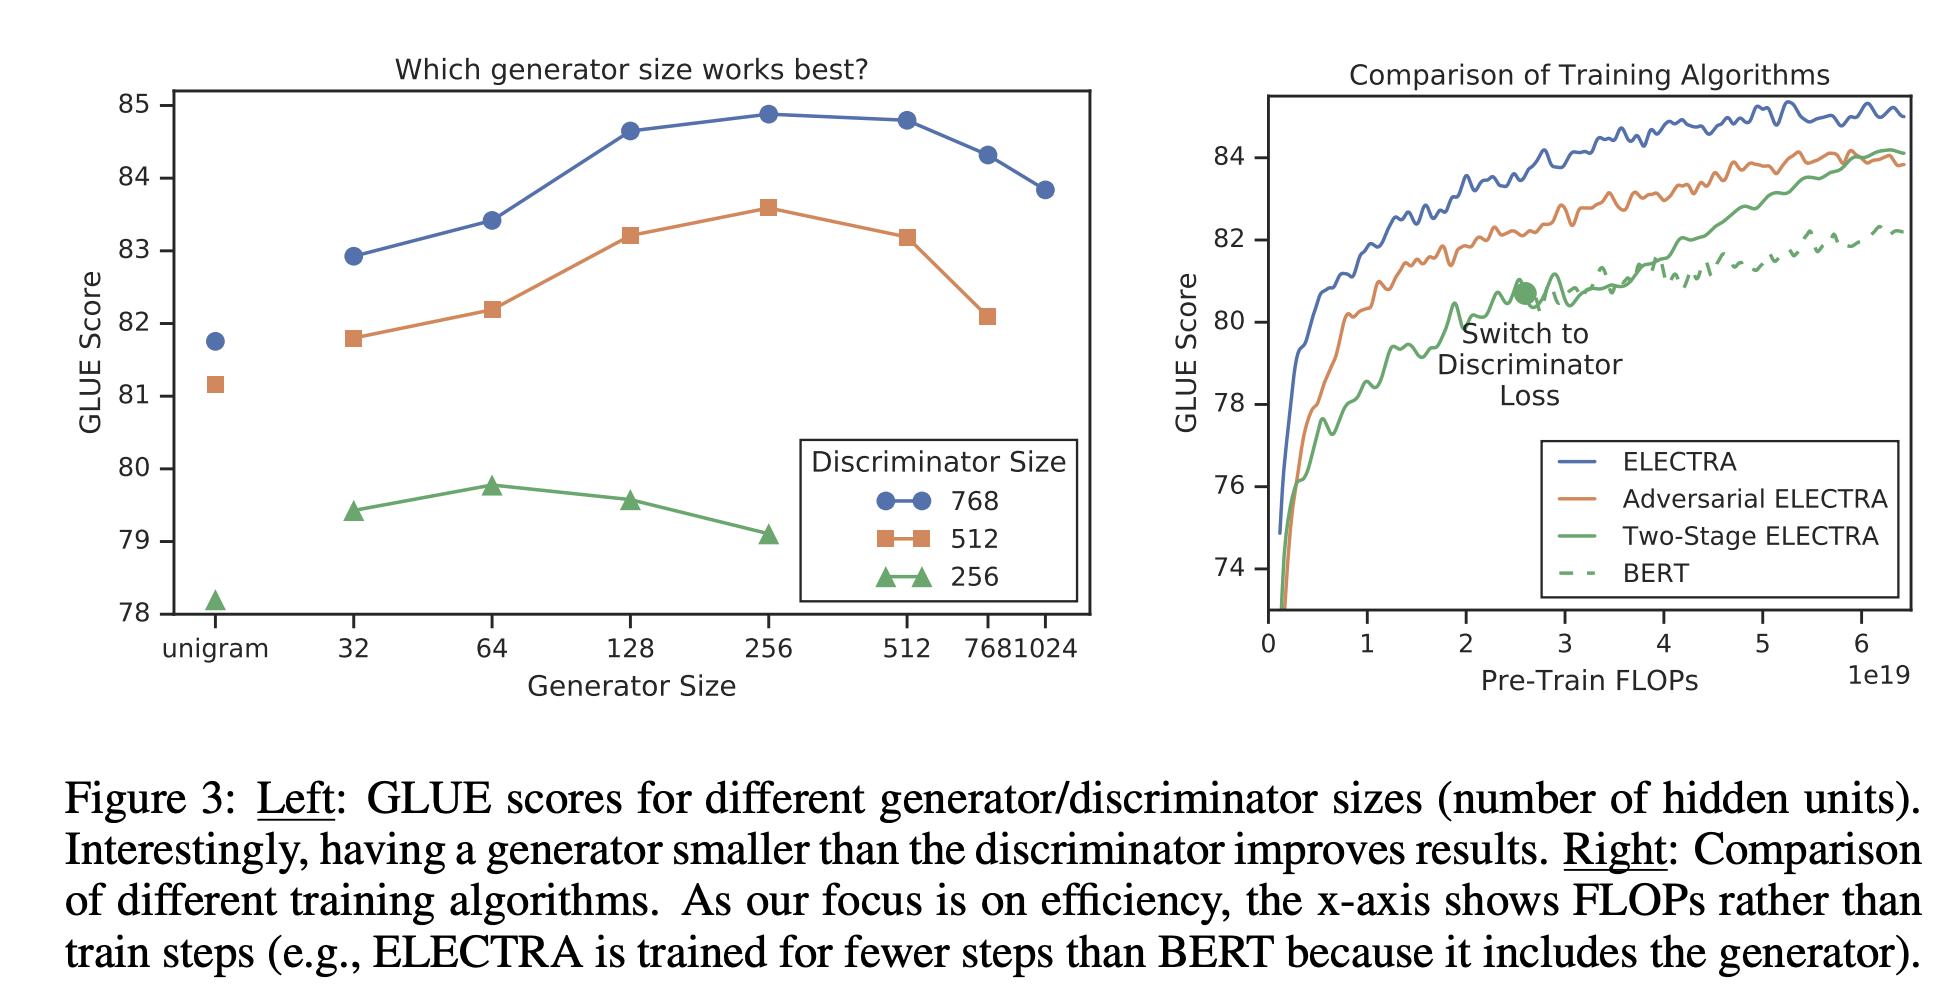 Which generator size works best?
85
84
83
82
81
80
79
78
GLUE Score
unigram 32 64 128 256 512 768 1024
Generator Size
Discriminator Size
768
512
256
Comparison of Training Algorithms
84
82
80
78
76
74
GLUE Score
Switch to
Discriminator
Loss
ELECTRA
Adversarial ELECTRA
Two-Stage ELECTRA
BERT
0 1 2 3 4 5 6
1e19
Pre-Train FLOPs
Figure 3: Left: GLUE scores for different generator/discriminator sizes (number of hidden units).
Interestingly, having a generator smaller than the discriminator improves results. Right: Comparison
of different training algorithms. As our focus is on efficiency, the x-axis shows FLOPs rather than
train steps (e.g., ELECTRA is trained for fewer steps than BERT because it includes the generator).